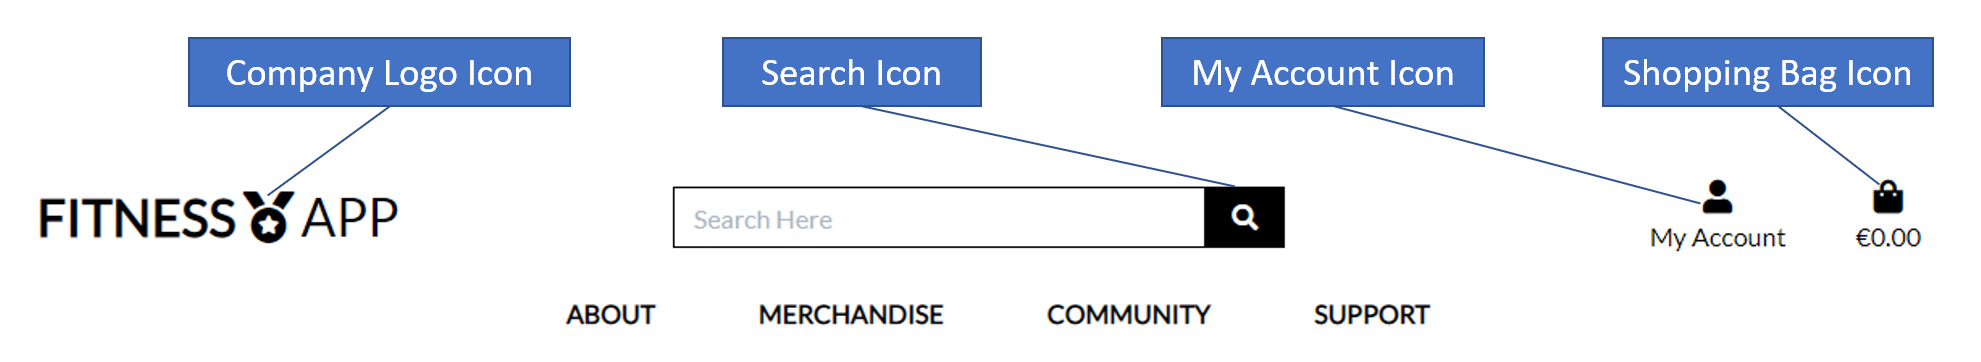 Company Logo Icon
Search Icon
My Account Icon
Shopping Bag Icon
FITNESS APP
Search Here
My Account
€0.00
ABOUT
MERCHANDISE
COMMUNITY
SUPPORT